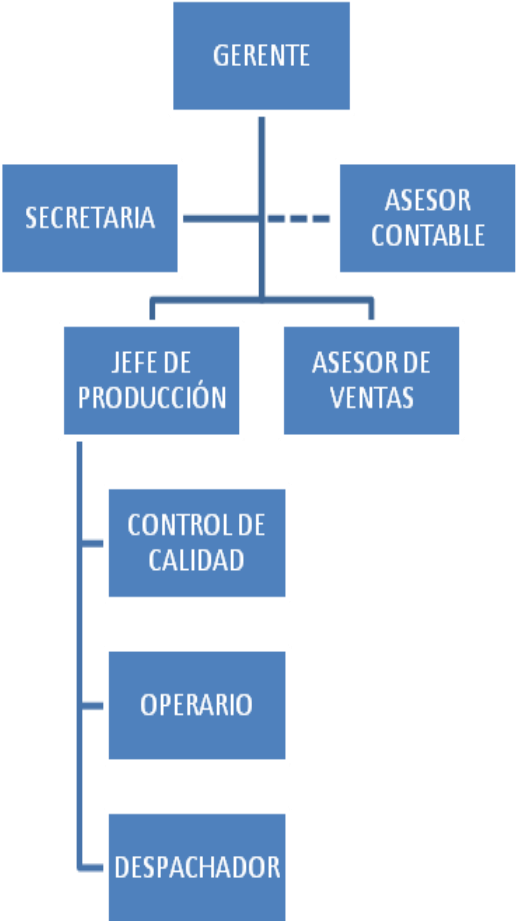 GERENTE
SECRETARIA
ASESOR
CONTABLE
JEFE DE
PRODUCCIÓN
ASESOR DE
VENTAS
CONTROL DE
CALIDAD
OPERARIO
DESPACHADOR